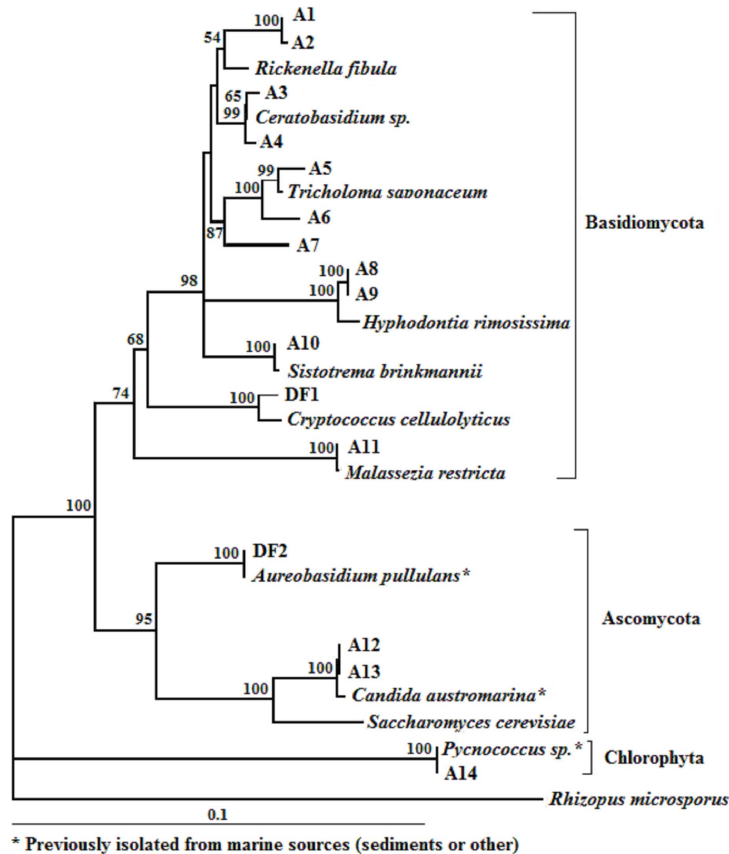 A1
100
A2
54
Rickenella fibula
65
A3
99
Ceratobasidium sp.
A4
99
A5
100
Tricholoma saponaceum
A6
87
A7
Basidiomycota
100
A8
98
100
A9
Hyphodontia rimosissima
A10
100
68
Sistotrema brinkmannii
74
DF1
100
Cryptococcus cellulolyticus
A11
100
Malassezia restricta
100
DF2
100
Aureobasidium pullulans*
95
Ascomycota
A12
100
A13
100
Candida austromarina*
Saccharomyces cerevisiae
100
Pycnococcus sp.*
Chlorophyta
A14
Rhizopus microsporus
0.1
* Previously isolated from marine sources (sediments or other)